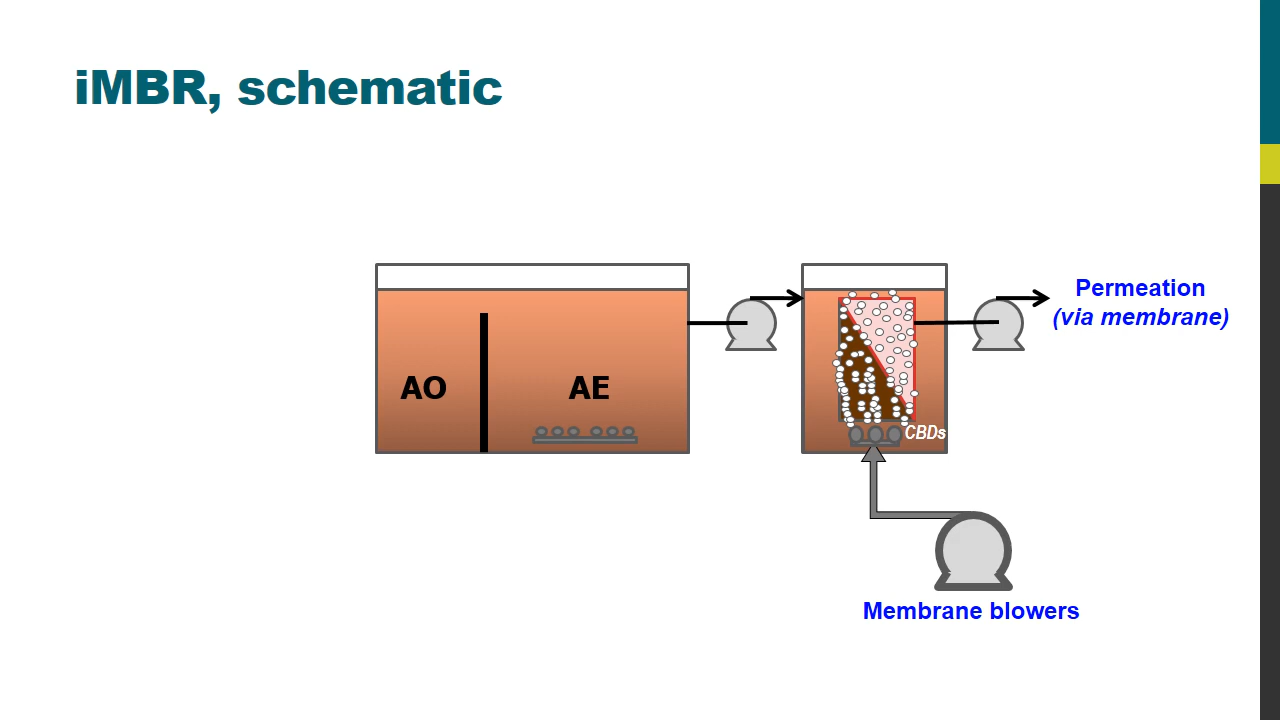 iMBR, schematic
Permeation
(via membrane)
AO
AE
CBDs
Membrane blowers